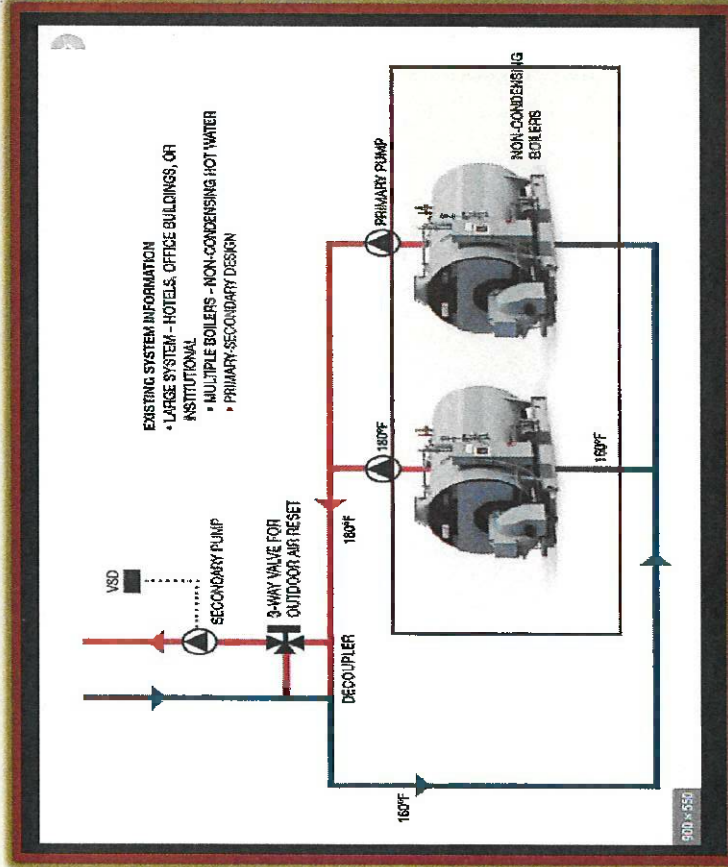 EXISTING SYSTEM INFORMATION
• LARGE SYSTEM – HOTELS, OFFICE BUILDINGS, OR
INSTITUTIONAL
• MULTIPLE BOILERS – NON-CONDENSING HOT WATER
• PRIMARY-SECONDARY DESIGN
VSD
SECONDARY PUMP
3-WAY VALVE FOR
OUTDOOR AIR RESET
DECOUPLER
180°F
180°F
PRIMARY PUMP
NON-CONDENSING
BOILERS
160°F
160°F
900 × 550